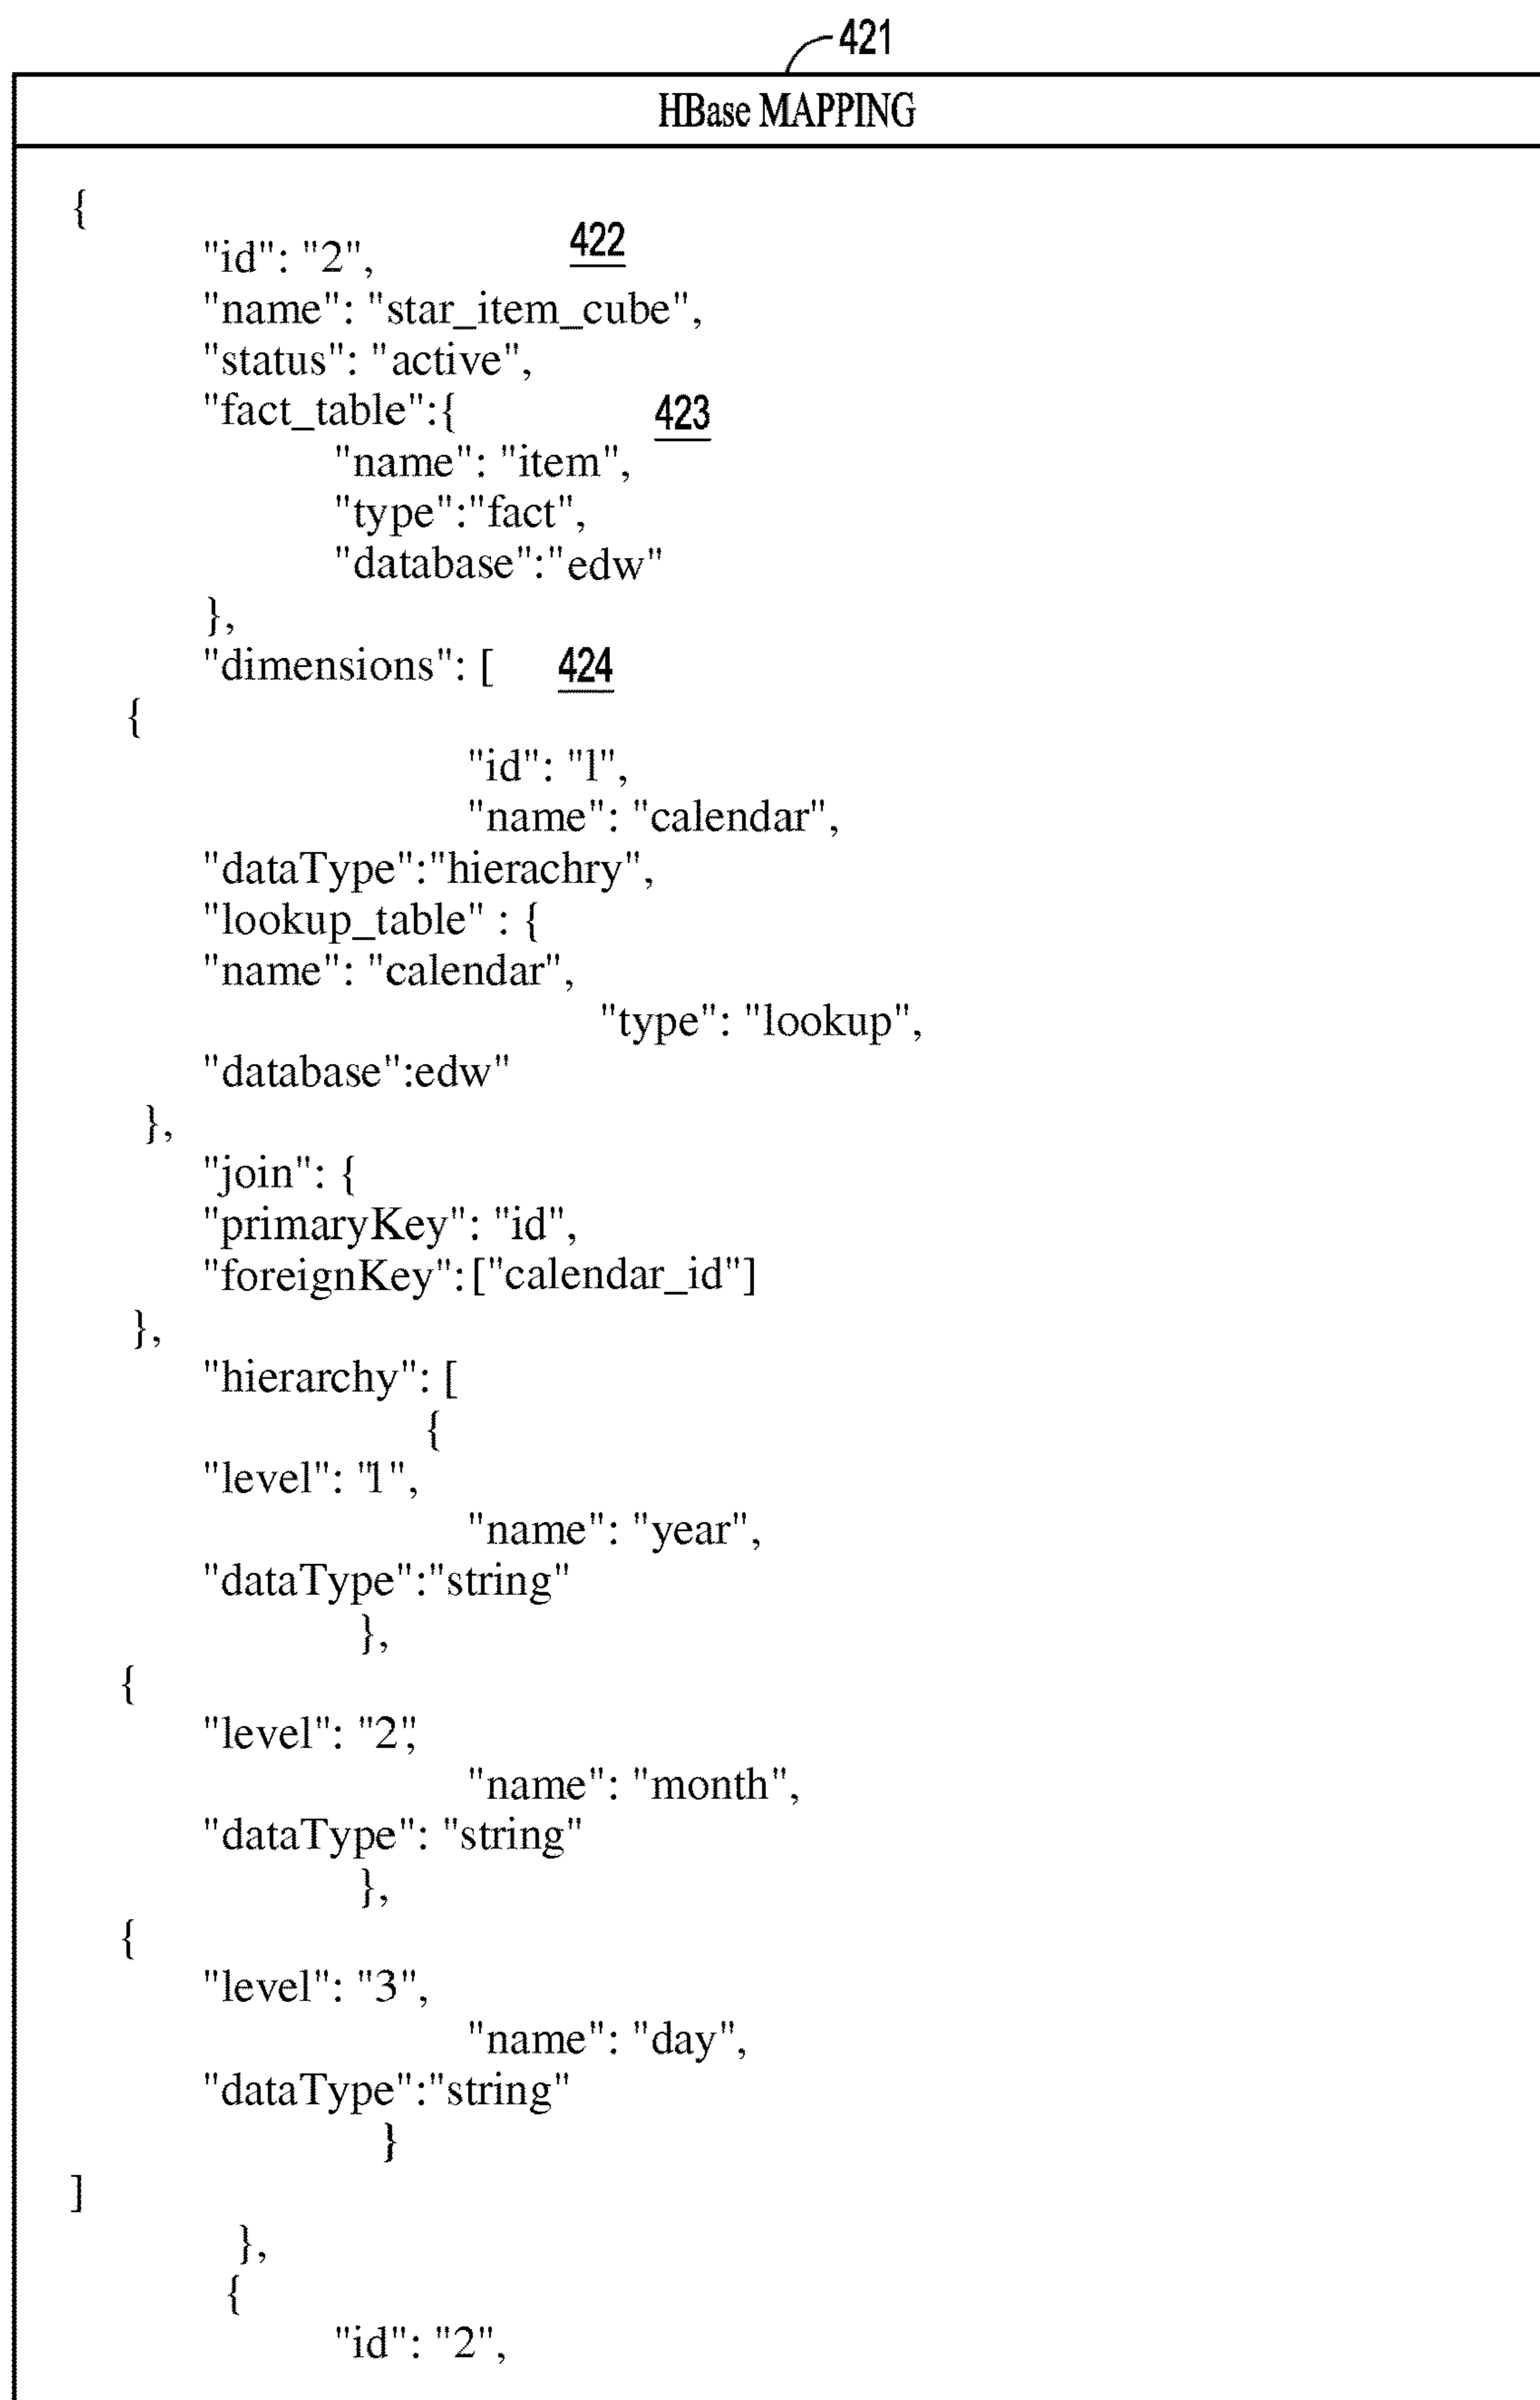 421
HBase MAPPING
{
"id": "2", 422
"name": "star_item_cube",
"status": "active",
"fact_table":{ 423
"name": "item",
"type":"fact",
"database":"edw"
},
"dimensions": [ 424
{
"id": "1",
"name": "calendar",
"dataType":"hierachry",
"lookup_table" : {
"name": "calendar",
"type": "lookup",
"database":edw"
},
"join": {
"primaryKey": "id",
"foreignKey": ["calendar_id"]
},
"hierarchy": [
{
"level": "1",
"name": "year",
"dataType":"string"
},
{
"level": "2",
"name": "month",
"dataType": "string"
},
{
"level": "3",
"name": "day",
"dataType":"string"
}
]
},
{
"id": "2",